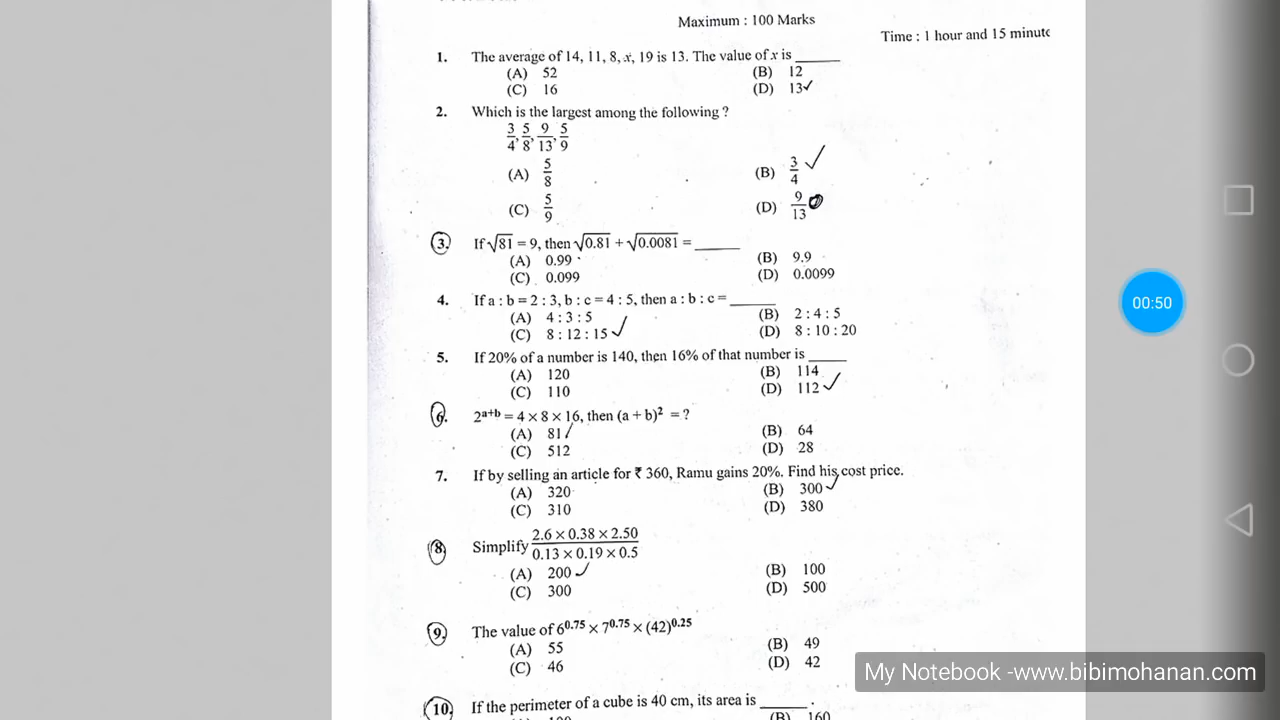 Maximum : 100 Marks
Time : 1 hour and 15 minute
1. The average of 14, 11, 8, x, 19 is 13. The value of x is ______
(A) 52 (B) 12
(C) 16 (D) 13✓
2. Which is the largest among the following ?
3/4, 5/8, 9/13, 5/9
(A) 5/8 (B) 3/4 ✓
(C) 5/9 (D) 9/13
3. If √81 = 9, then √0.81 + √0.0081 = ______
(A) 0.99 (B) 9.9
(C) 0.099 (D) 0.0099
4. If a : b = 2 : 3, b : c = 4 : 5, then a : b : c = ______
(A) 4 : 3 : 5 (B) 2 : 4 : 5
(C) 8 : 12 : 15 ✓ (D) 8 : 10 : 20
5. If 20% of a number is 140, then 16% of that number is ______
(A) 120 (B) 114
(C) 110 (D) 112 ✓
6. 2^(a+b) = 4 × 8 × 16, then (a + b)² = ?
(A) 81 (B) 64
(C) 512 (D) 28
7. If by selling an article for ₹ 360, Ramu gains 20%. Find his cost price.
(A) 320 (B) 300 ✓
(C) 310 (D) 380
8. Simplify (2.6 × 0.38 × 2.50)/(0.13 × 0.19 × 0.5)
(A) 200 ✓ (B) 100
(C) 300 (D) 500
9. The value of 6^0.75 × 7^0.75 × (42)^0.25
(A) 55 (B) 49
(C) 46 (D) 42
10. If the perimeter of a cube is 40 cm, its area is ______.
(B) 160
00:50
My Notebook -www.bibimohanan.com